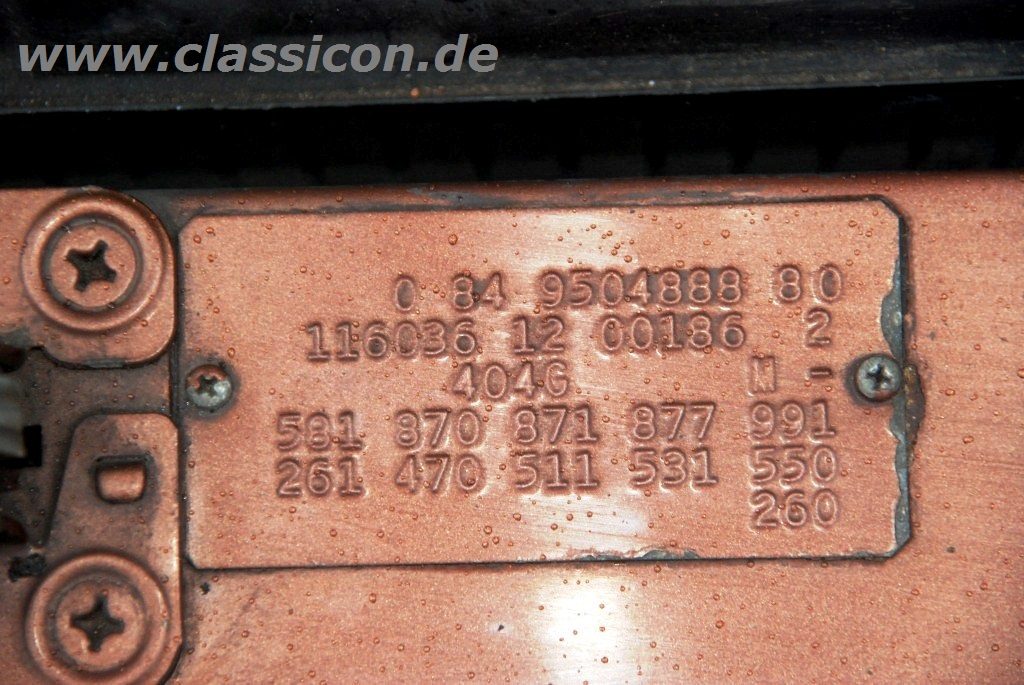 www.classicon.de
0 84 9504888 80
116036 12 00186 2
404G N -
581 870 871 877 991
261 470 511 531 550
260